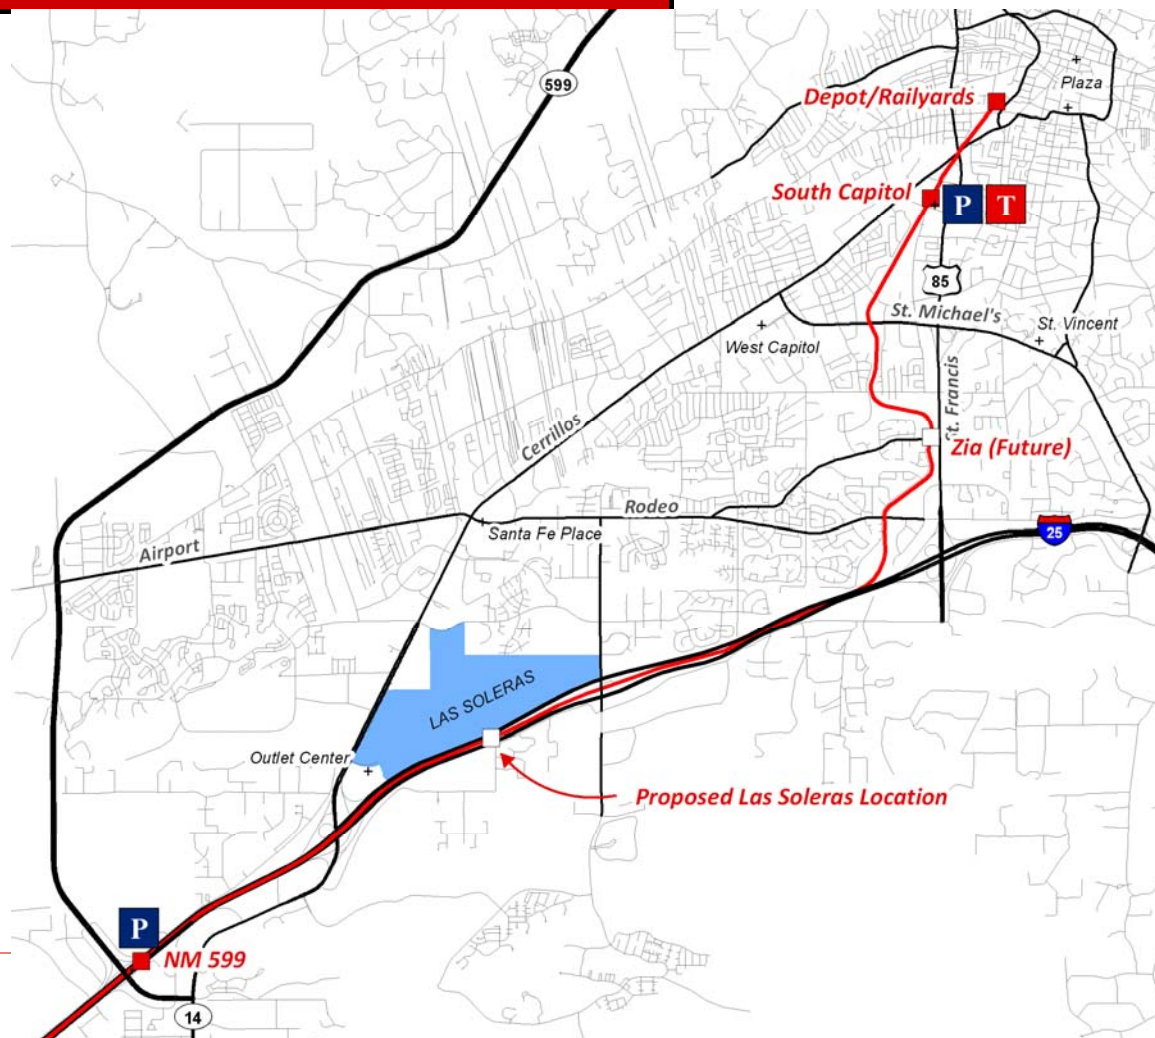 599
Plaza
Depot/Railyards
South Capitol
P
T
85
St. Michael's
St. Vincent
West Capitol
St. Francis
Cerrillos
Zia (Future)
Rodeo
Santa Fe Place
25
Airport
LAS SOLERAS
Outlet Center
Proposed Las Soleras Location
P
NM 599
14